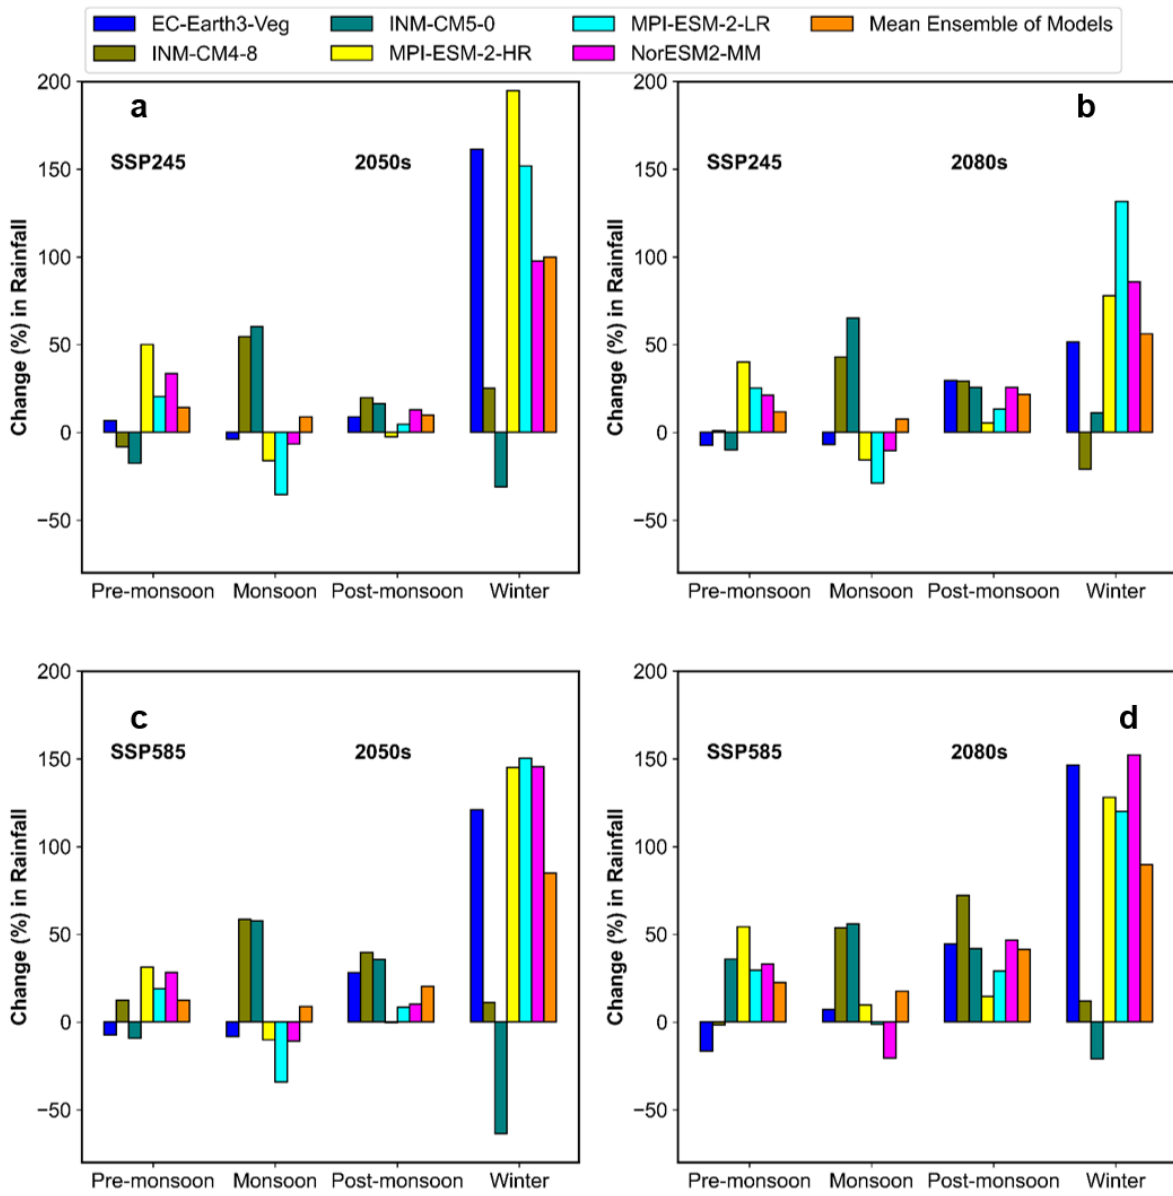 EC-Earth3-Veg INM-CM5-0 MPI-ESM-2-LR Mean Ensemble of Models
INM-CM4-8 MPI-ESM-2-HR NorESM2-MM
a
SSP245 2050s
Change (%) in Rainfall
200
150
100
50
0
−50
Pre-monsoon Monsoon Post-monsoon Winter
b
SSP245 2080s
Change (%) in Rainfall
200
150
100
50
0
−50
Pre-monsoon Monsoon Post-monsoon Winter
c
SSP585 2050s
Change (%) in Rainfall
200
150
100
50
0
−50
Pre-monsoon Monsoon Post-monsoon Winter
d
SSP585 2080s
Change (%) in Rainfall
200
150
100
50
0
−50
Pre-monsoon Monsoon Post-monsoon Winter